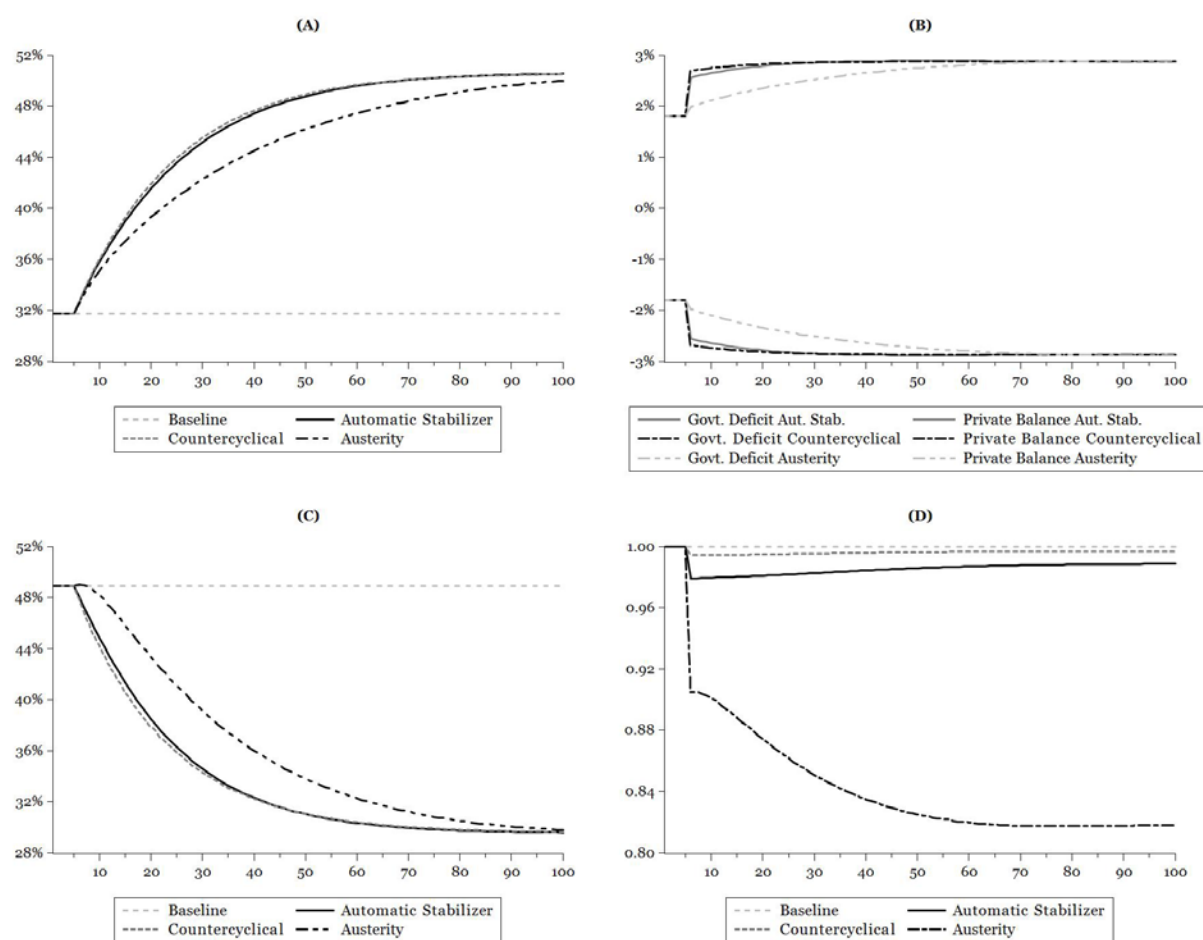 (A)
52%
48%
44%
40%
36%
32%
28%
10 20 30 40 50 60 70 80 90 100
Baseline Automatic Stabilizer
Countercyclical Austerity
(B)
3%
2%
1%
0%
-1%
-2%
-3%
10 20 30 40 50 60 70 80 90 100
Govt. Deficit Aut. Stab. Private Balance Aut. Stab.
Govt. Deficit Countercyclical Private Balance Countercyclical
Govt. Deficit Austerity Private Balance Austerity
(C)
52%
48%
44%
40%
36%
32%
28%
10 20 30 40 50 60 70 80 90 100
Baseline Automatic Stabilizer
Countercyclical Austerity
(D)
1.00
0.96
0.92
0.88
0.84
0.80
10 20 30 40 50 60 70 80 90 100
Baseline Automatic Stabilizer
Countercyclical Austerity